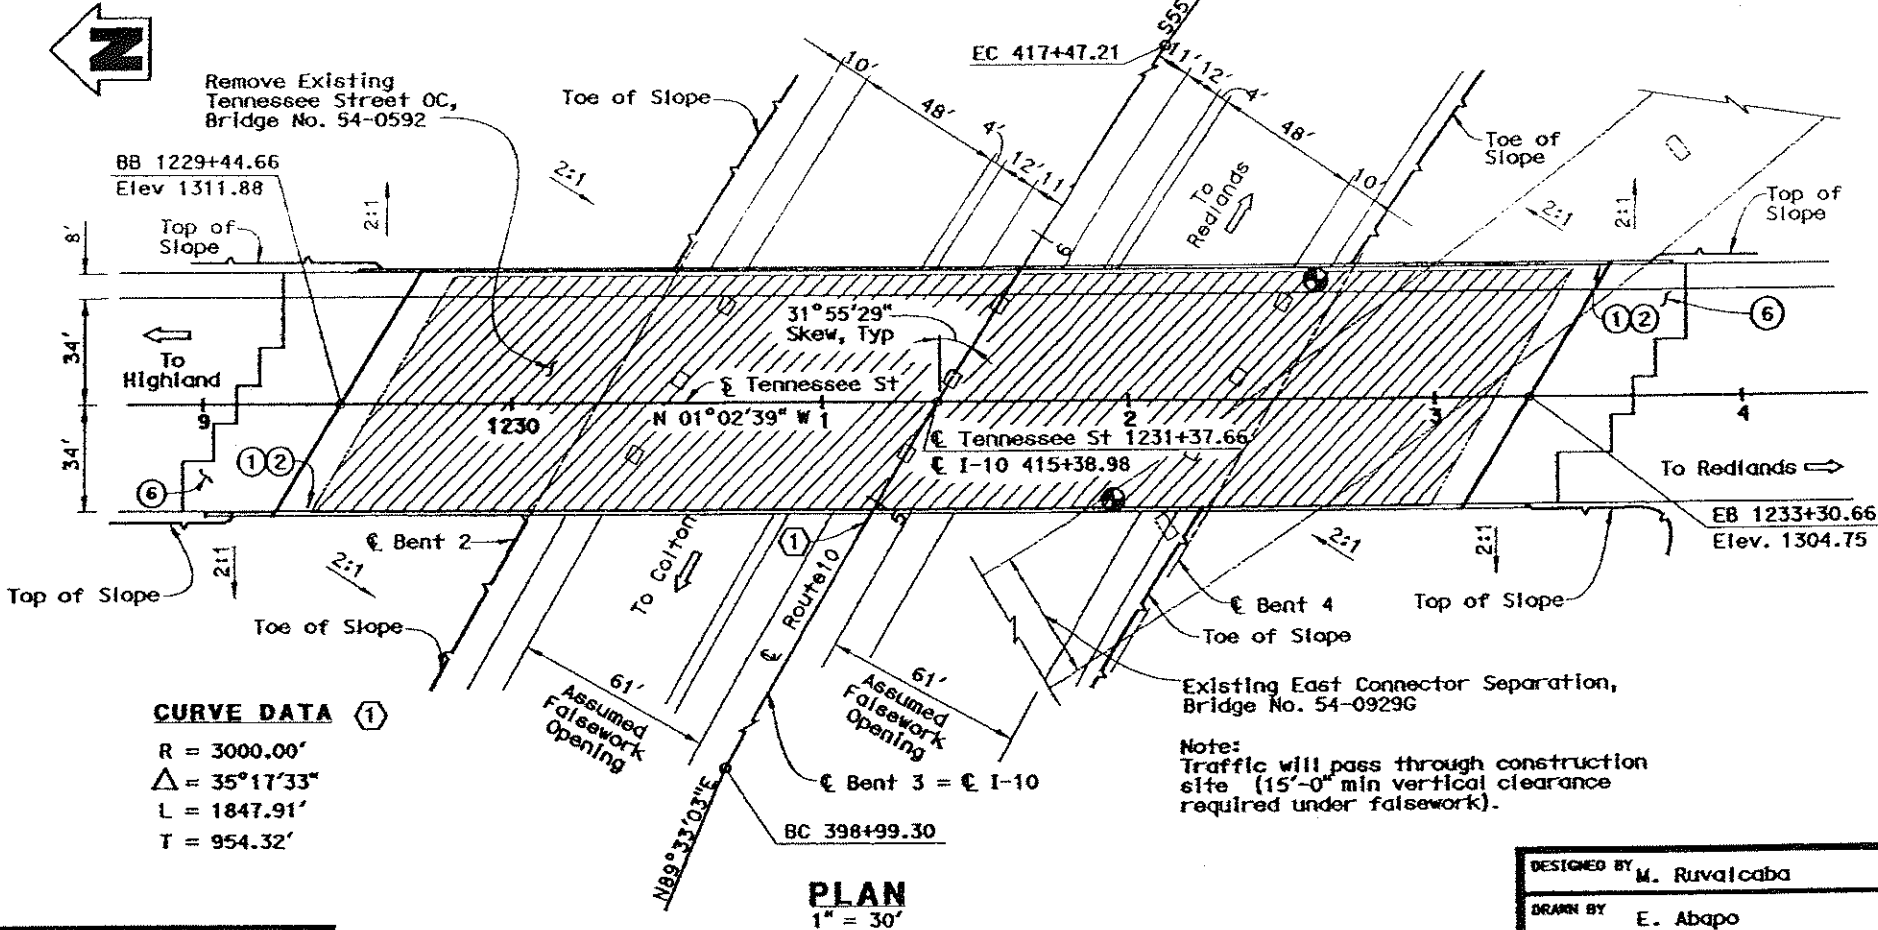 N
Remove Existing
Tennessee Street OC,
Bridge No. 54-0592
BB 1229+44.66
Elev 1311.88
Toe of Slope
2:1
2:1
Top of
Slope
8'
10'
48'
4'
12'
11'
EC 417+47.21
S55
11'
12'
4'
48'
10'
To
Redlands
Toe of
Slope
2:1
2:1
Top of
Slope
6
34'
34'
To
Highland
31°55'29"
Skew, Typ
℄ Tennessee St
N 01°02'39" W
9
1230
1
2
3
4
℄ Tennessee St 1231+37.66
℄ I-10 415+38.98
1 2
6
1 2
6
To Redlands
EB 1233+30.66
Elev. 1304.75
5
1
℄ Bent 2
2:1
2:1
Top of Slope
Toe of Slope
To Colton
℄ Route 10
2:1
2:1
℄ Bent 4
Toe of Slope
Top of Slope
61'
Assumed
Falsework
Opening
61'
Assumed
Falsework
Opening
Existing East Connector Separation,
Bridge No. 54-0929G
Note:
Traffic will pass through construction
site (15'-0" min vertical clearance
required under falsework).
CURVE DATA 1
R = 3000.00'
Δ = 35°17'33"
L = 1847.91'
T = 954.32'
℄ Bent 3 = ℄ I-10
N89°33'03"E
BC 398+99.30
PLAN
1" = 30'
DESIGNED BY M. Ruvalcaba
DRAWN BY E. Abapo